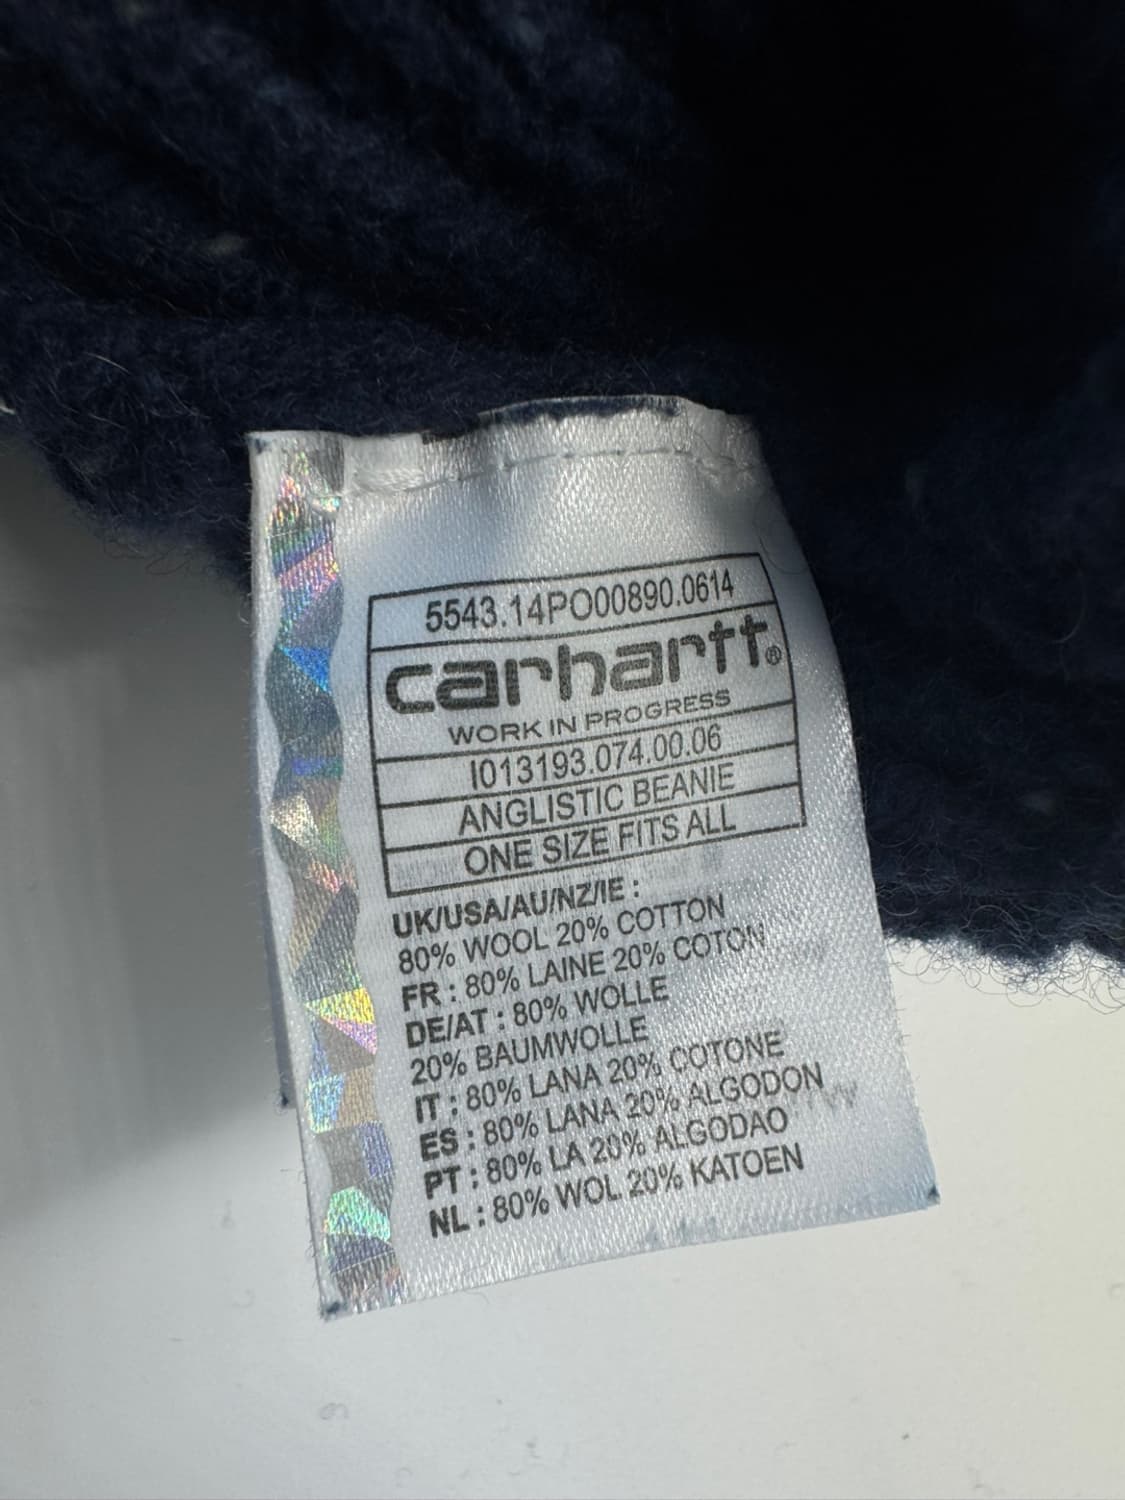 5543.14PO00890.0614
carhartt®
WORK IN PROGRESS
I013193.074.00.06
ANGLISTIC BEANIE
ONE SIZE FITS ALL
UK/USA/AU/NZ/IE :
80% WOOL 20% COTTON
FR : 80% LAINE 20% COTON
DE/AT : 80% WOLLE
20% BAUMWOLLE
IT : 80% LANA 20% COTONE
ES : 80% LANA 20% ALGODON
PT : 80% LA 20% ALGODAO
NL : 80% WOL 20% KATOEN